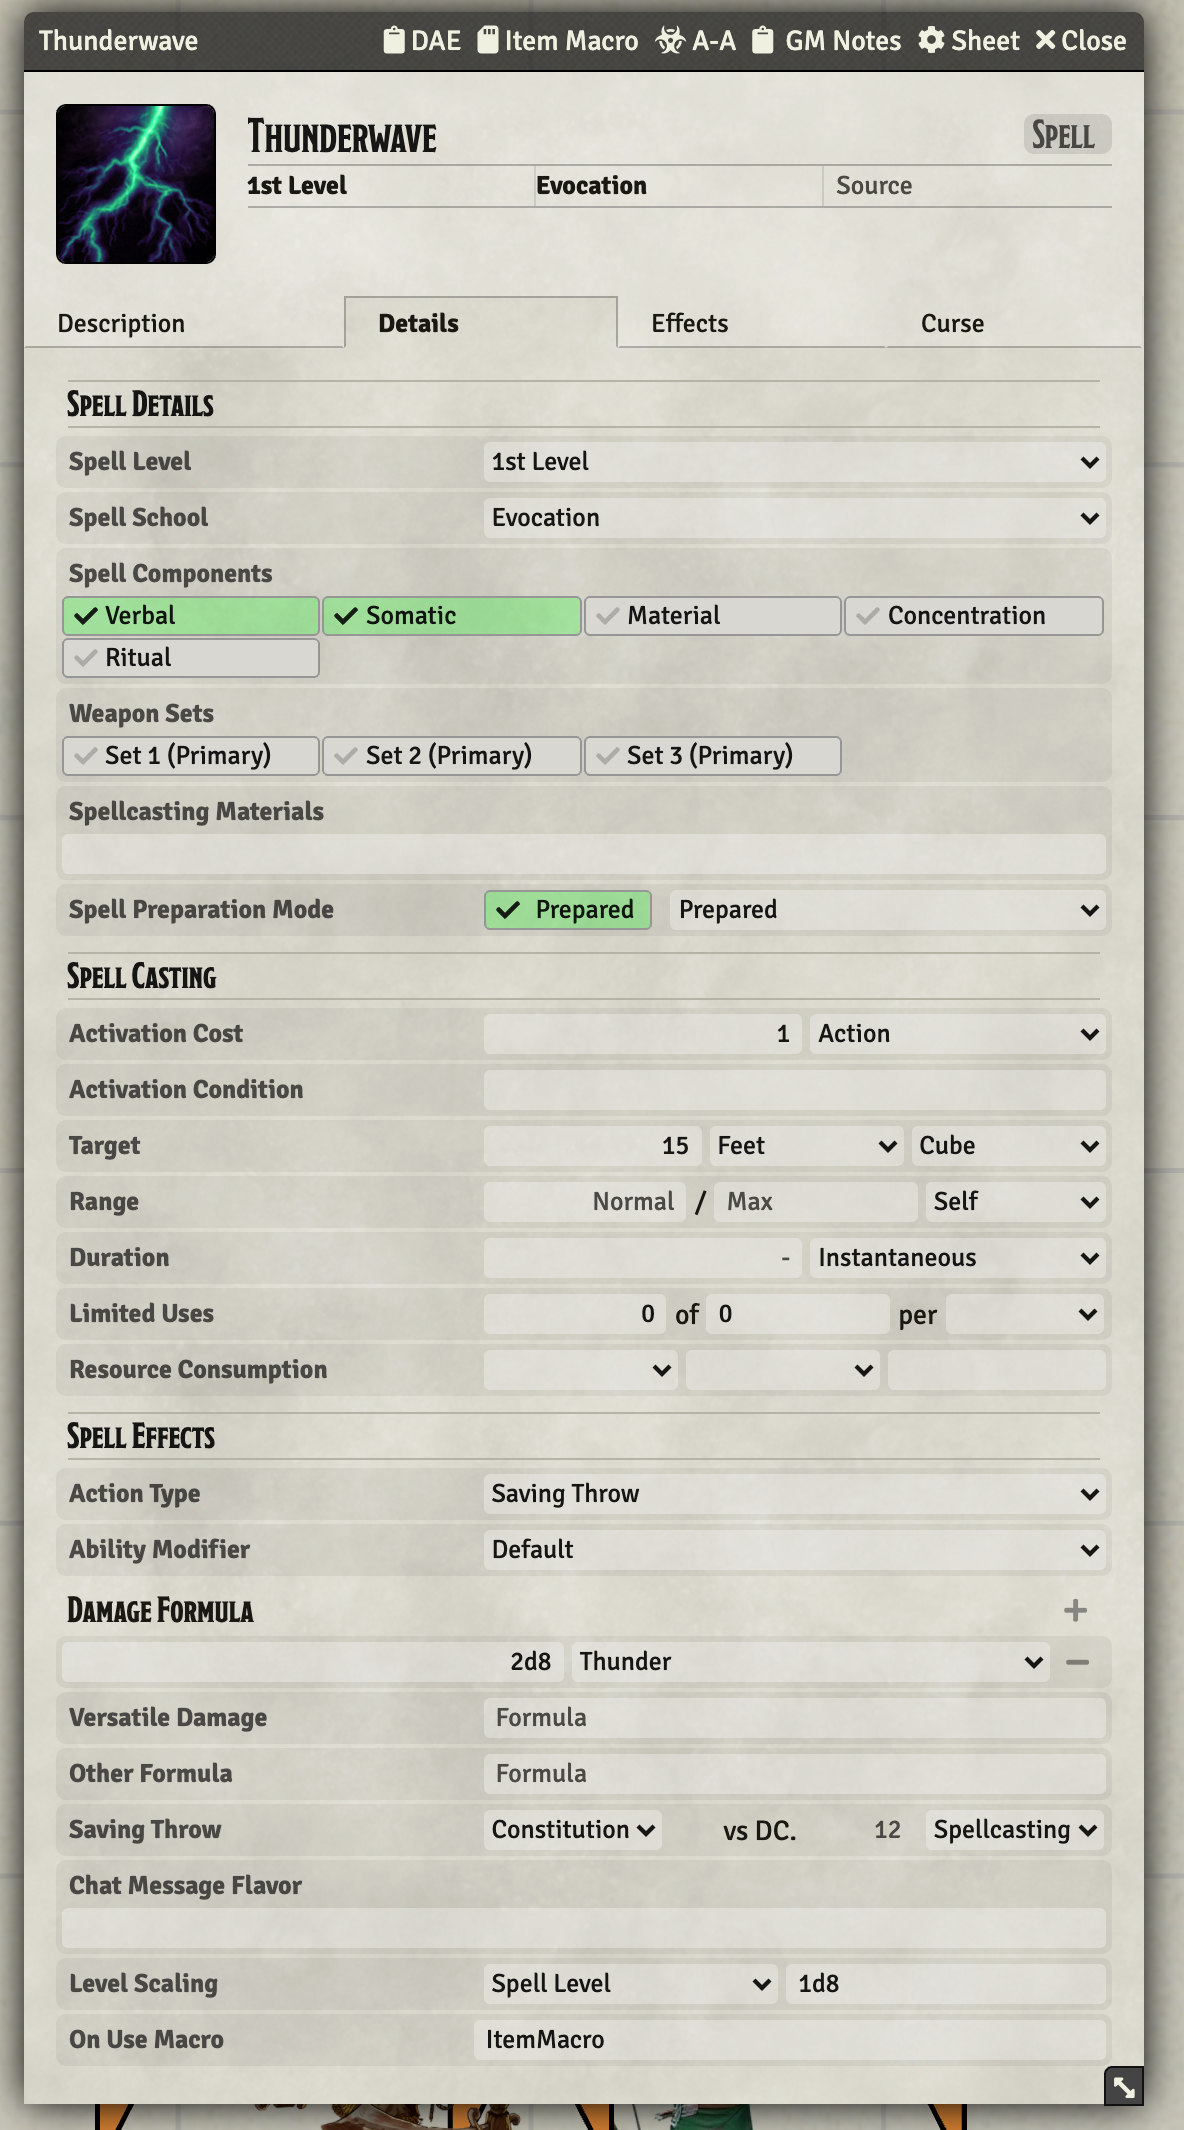 Thunderwave DAE Item Macro A-A GM Notes Sheet Close
Thunderwave Spell
1st Level Evocation Source
Description Details Effects Curse
Spell Details
Spell Level 1st Level
Spell School Evocation
Spell Components
Verbal Somatic Material Concentration
Ritual
Weapon Sets
Set 1 (Primary) Set 2 (Primary) Set 3 (Primary)
Spellcasting Materials
Spell Preparation Mode Prepared Prepared
Spell Casting
Activation Cost 1 Action
Activation Condition
Target 15 Feet Cube
Range Normal / Max Self
Duration - Instantaneous
Limited Uses 0 of 0 per
Resource Consumption
Spell Effects
Action Type Saving Throw
Ability Modifier Default
Damage Formula
2d8 Thunder
Versatile Damage Formula
Other Formula Formula
Saving Throw Constitution vs DC. 12 Spellcasting
Chat Message Flavor
Level Scaling Spell Level 1d8
On Use Macro ItemMacro